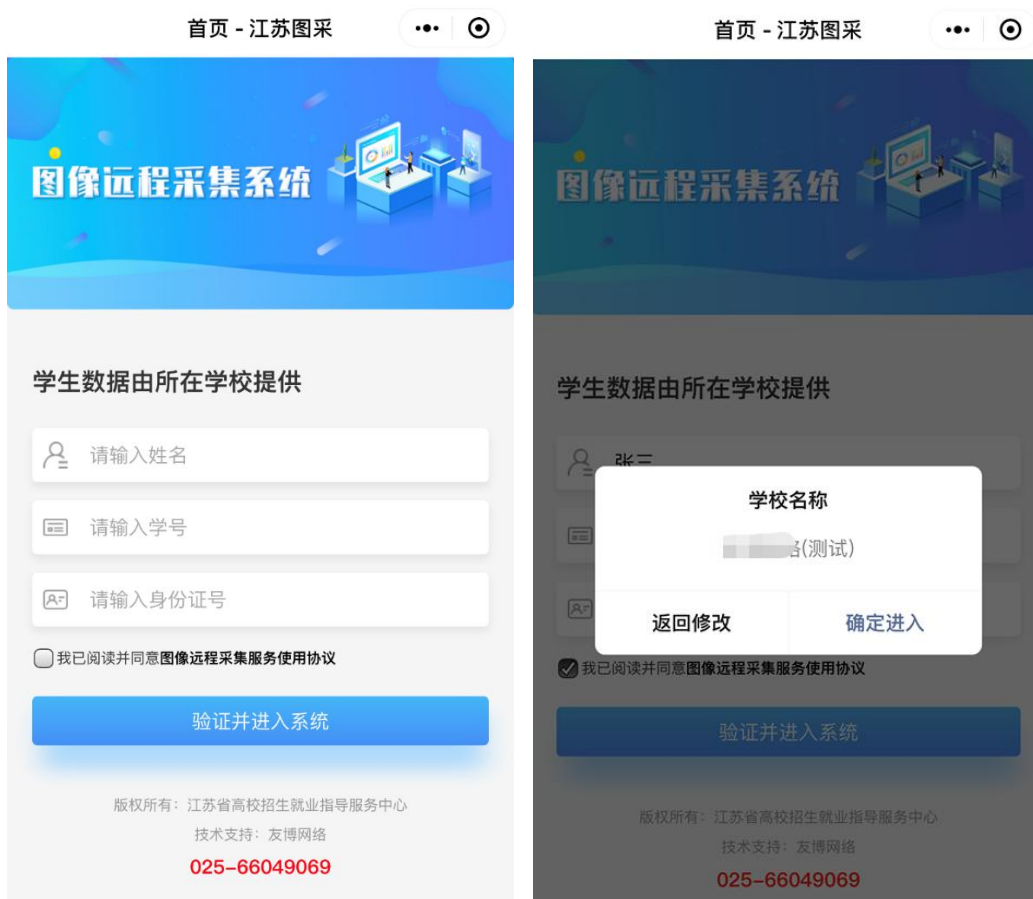 首页 - 江苏图采
图像远程采集系统
学生数据由所在学校提供
请输入姓名
请输入学号
请输入身份证号
我已阅读并同意图像远程采集服务使用协议
验证并进入系统
版权所有：江苏省高校招生就业指导服务中心
技术支持：友博网络
025-66049069
首页 - 江苏图采
图像远程采集系统
学生数据由所在学校提供
张三
学校名称
(测试)
返回修改
确定进入
我已阅读并同意图像远程采集服务使用协议
验证并进入系统
版权所有：江苏省高校招生就业指导服务中心
技术支持：友博网络
025-66049069